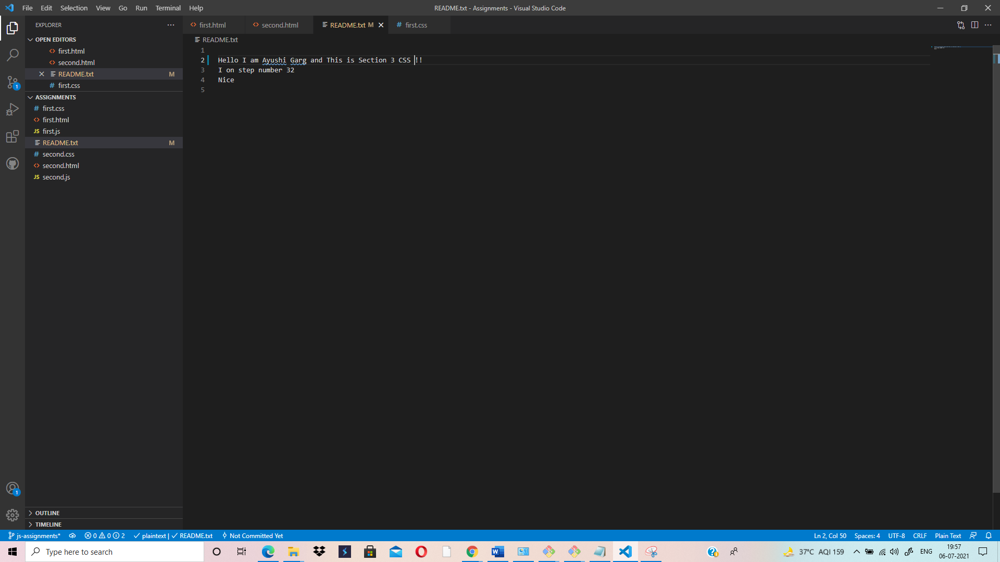 File Edit Selection View Go Run Terminal Help README.txt - Assignments - Visual Studio Code
EXPLORER
OPEN EDITORS
first.html
second.html
README.txt M
first.css
ASSIGNMENTS
first.css
first.html
JS first.js
README.txt M
second.css
second.html
JS second.js
OUTLINE
TIMELINE
first.html second.html README.txt M first.css
README.txt
1
2 Hello I am Ayushi Garg and This is Section 3 CSS !!
3 I on step number 32
4 Nice
5
1
1
js-assignments* 0 0 2 plaintext | README.txt Not Committed Yet Ln 2, Col 50 Spaces: 4 UTF-8 CRLF Plain Text
Type here to search 37°C AQI 159 ENG 19:57
06-07-2021